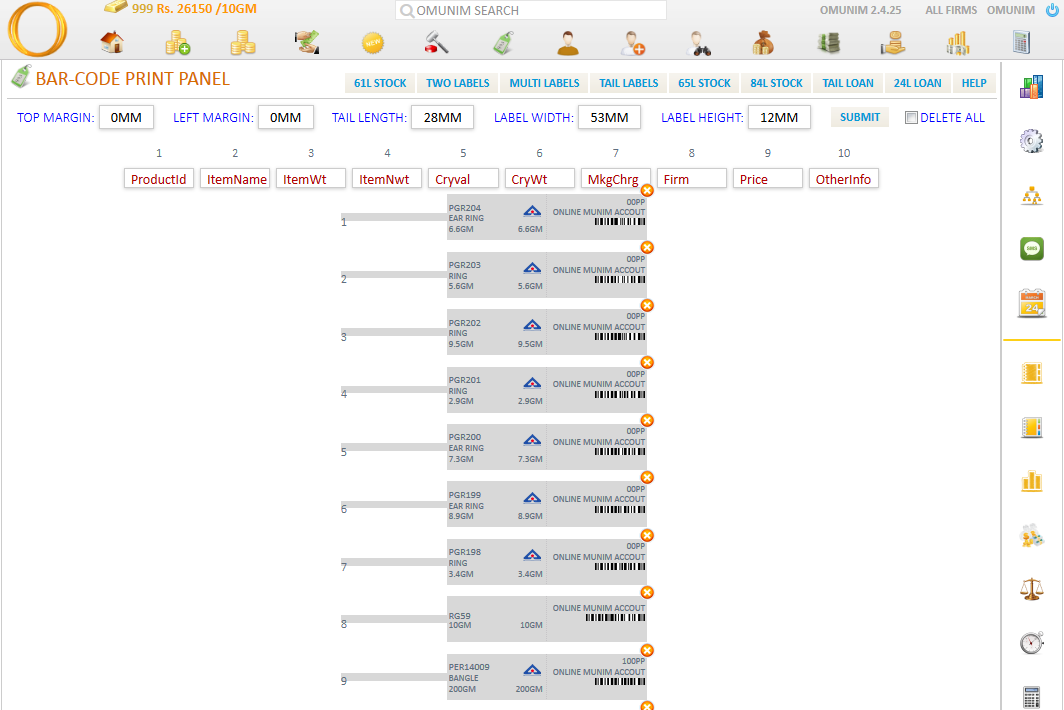 999 Rs. 26150 /10GM
OMUNIM SEARCH
OMUNIM 2.4.25 ALL FIRMS OMUNIM
NEW
BAR-CODE PRINT PANEL
61L STOCK TWO LABELS MULTI LABELS TAIL LABELS 65L STOCK 84L STOCK TAIL LOAN 24L LOAN HELP
TOP MARGIN: 0MM LEFT MARGIN: 0MM TAIL LENGTH: 28MM LABEL WIDTH: 53MM LABEL HEIGHT: 12MM SUBMIT DELETE ALL
1 2 3 4 5 6 7 8 9 10
ProductId ItemName ItemWt ItemNwt Cryval CryWt MkgChrg Firm Price OtherInfo
00PP
PGR204
ONLINE MUNIM ACCOUT
EAR RING
1
6.6GM 6.6GM
00PP
PGR203
ONLINE MUNIM ACCOUT
RING
2
5.6GM 5.6GM
00PP
PGR202
ONLINE MUNIM ACCOUT
RING
3
9.5GM 9.5GM
00PP
PGR201
ONLINE MUNIM ACCOUT
RING
4
2.9GM 2.9GM
00PP
PGR200
ONLINE MUNIM ACCOUT
EAR RING
5
7.3GM 7.3GM
00PP
PGR199
ONLINE MUNIM ACCOUT
EAR RING
6
8.9GM 8.9GM
00PP
PGR198
ONLINE MUNIM ACCOUT
RING
7
3.4GM 3.4GM
ONLINE MUNIM ACCOUT
RG59
8
10GM 10GM
100PP
PER14009
ONLINE MUNIM ACCOUT
BANGLE
9
200GM 200GM
SMS
MARCH
24